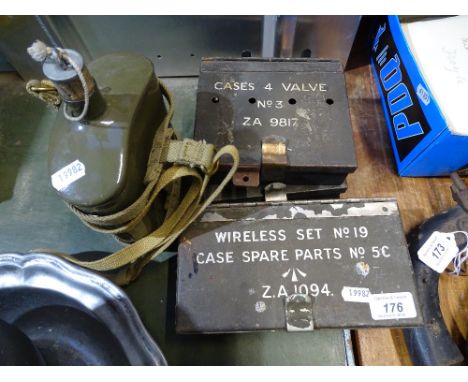 CASES 4 VALVE
No 3
ZA 9817
WIRELESS SET No 19
CASE SPARE PARTS No 5C
Z.A.1094.
19982
19982
176
173